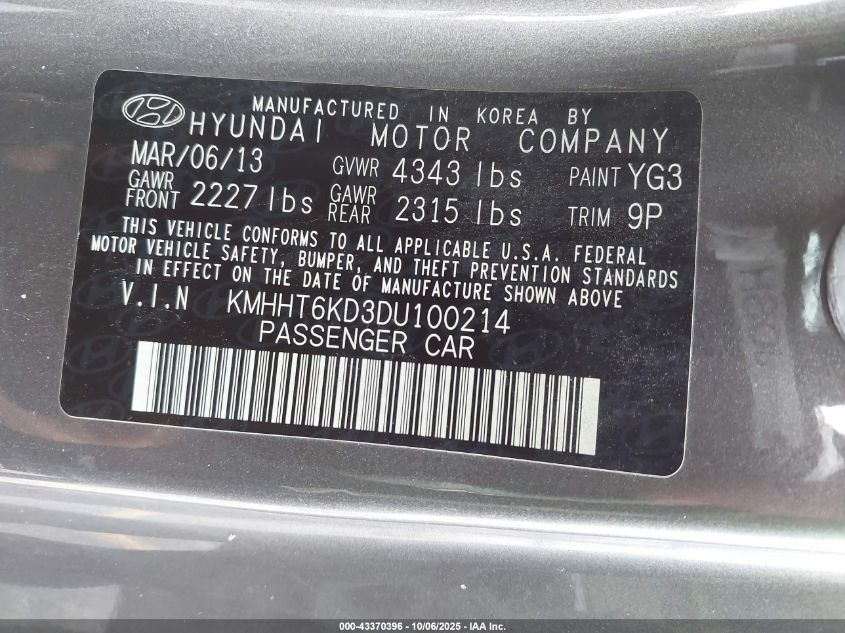 MANUFACTURED IN KOREA BY
HYUNDAI MOTOR COMPANY
MAR/06/13 GVWR 4343 lbs PAINT YG3
GAWR FRONT 2227 lbs GAWR REAR 2315 lbs TRIM 9P
THIS VEHICLE CONFORMS TO ALL APPLICABLE U.S.A. FEDERAL
MOTOR VEHICLE SAFETY, BUMPER, AND THEFT PREVENTION STANDARDS
IN EFFECT ON THE DATE OF MANUFACTURE SHOWN ABOVE
V.I.N KMHHT6KD3DU100214
PASSENGER CAR
000-43370396 - 10/06/2025 - IAA Inc.